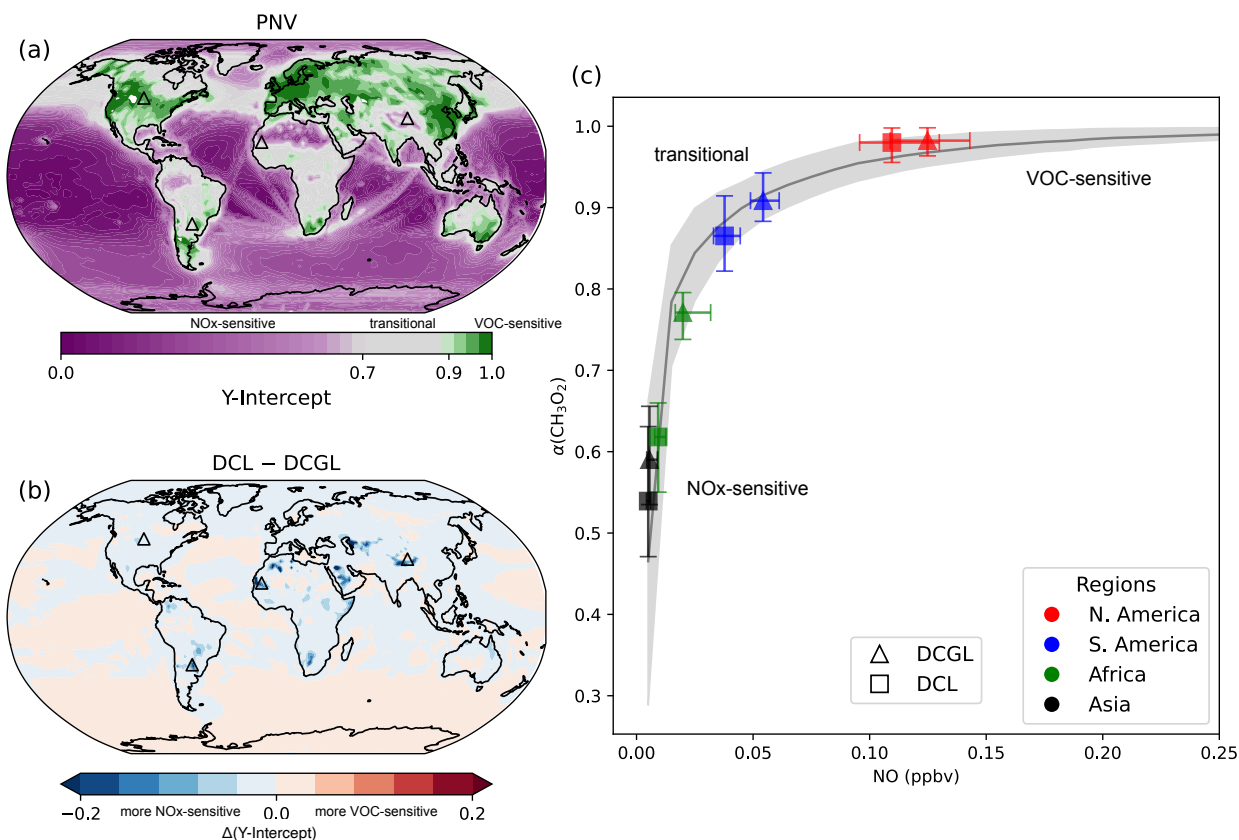 PNV
(a)
NOx-sensitive transitional VOC-sensitive
0.0 0.7 0.9 1.0
Y-Intercept
DCL − DCGL
(b)
more NOx-sensitive more VOC-sensitive
−0.2 0.0 0.2
Δ(Y-Intercept)
(c)
1.0
0.9
0.8
0.7
0.6
0.5
0.4
0.3
α(CH₃O₂)
transitional
VOC-sensitive
NOx-sensitive
DCGL
DCL
Regions
N. America
S. America
Africa
Asia
0.00 0.05 0.10 0.15 0.20 0.25
NO (ppbv)